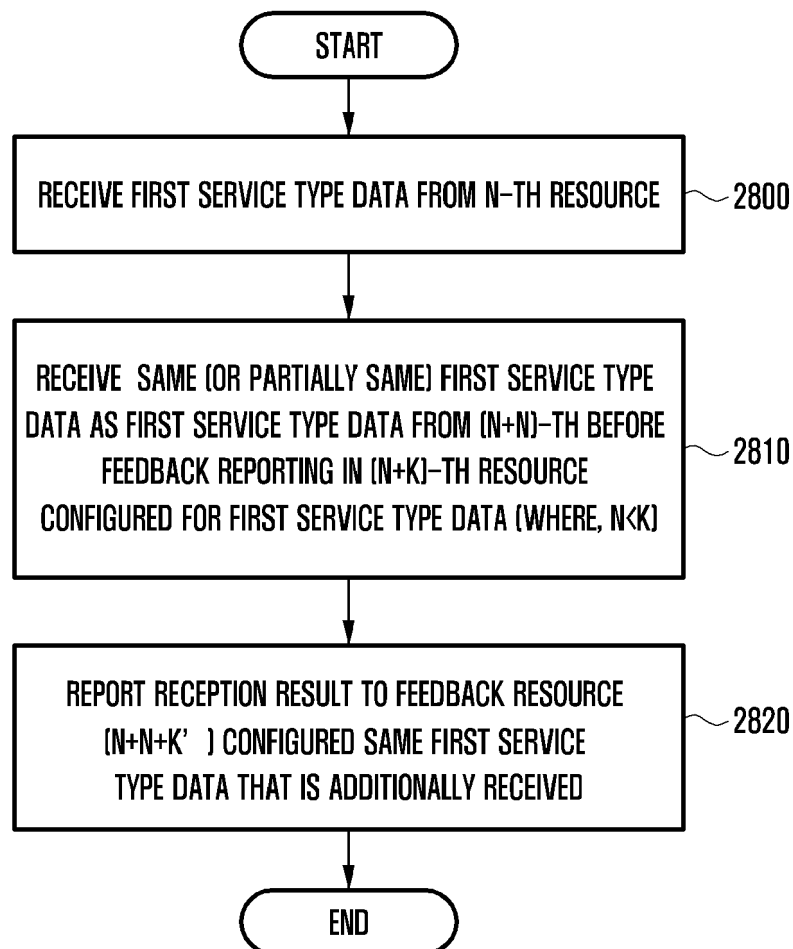 START
RECEIVE FIRST SERVICE TYPE DATA FROM N-TH RESOURCE
2800
RECEIVE SAME (OR PARTIALLY SAME) FIRST SERVICE TYPE
DATA AS FIRST SERVICE TYPE DATA FROM (N+N)-TH BEFORE
FEEDBACK REPORTING IN (N+K)-TH RESOURCE
CONFIGURED FOR FIRST SERVICE TYPE DATA (WHERE, N<K)
2810
REPORT RECEPTION RESULT TO FEEDBACK RESOURCE
(N+N+K' ) CONFIGURED SAME FIRST SERVICE
TYPE DATA THAT IS ADDITIONALLY RECEIVED
2820
END